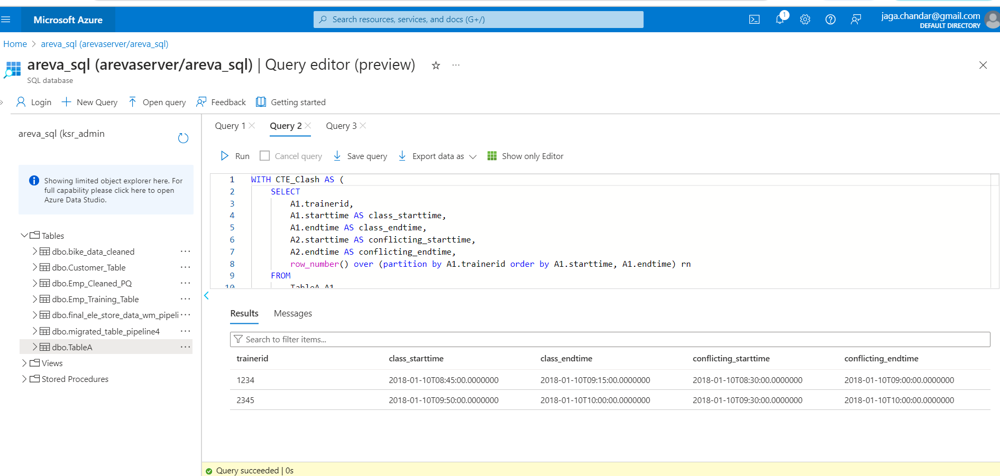 Microsoft Azure
Search resources, services, and docs (G+/)
1
jaga.chandar@gmail.com
DEFAULT DIRECTORY
Home > areva_sql (arevaserver/areva_sql)
areva_sql (arevaserver/areva_sql) | Query editor (preview)
SQL database
Login
New Query
Open query
Feedback
Getting started
areva_sql (ksr_admin
Showing limited object explorer here. For
full capability please click here to open
Azure Data Studio.
Tables
dbo.bike_data_cleaned
dbo.Customer_Table
dbo.Emp_Cleaned_PQ
dbo.Emp_Training_Table
dbo.final_ele_store_data_wm_pipeli
dbo.migrated_table_pipeline4
dbo.TableA
Views
Stored Procedures
Query 1
Query 2
Query 3
Run
Cancel query
Save query
Export data as
Show only Editor
1 WITH CTE_Clash AS (
2 SELECT
3 A1.trainerid,
4 A1.starttime AS class_starttime,
5 A1.endtime AS class_endtime,
6 A2.starttime AS conflicting_starttime,
7 A2.endtime AS conflicting_endtime,
8 row_number() over (partition by A1.trainerid order by A1.starttime, A1.endtime) rn
9 FROM
10 TableA A1
Results
Messages
Search to filter items...
trainerid class_starttime class_endtime conflicting_starttime conflicting_endtime
1234 2018-01-10T08:45:00.0000000 2018-01-10T09:15:00.0000000 2018-01-10T08:30:00.0000000 2018-01-10T09:00:00.0000000
2345 2018-01-10T09:50:00.0000000 2018-01-10T10:00:00.0000000 2018-01-10T09:30:00.0000000 2018-01-10T10:00:00.0000000
Query succeeded | 0s